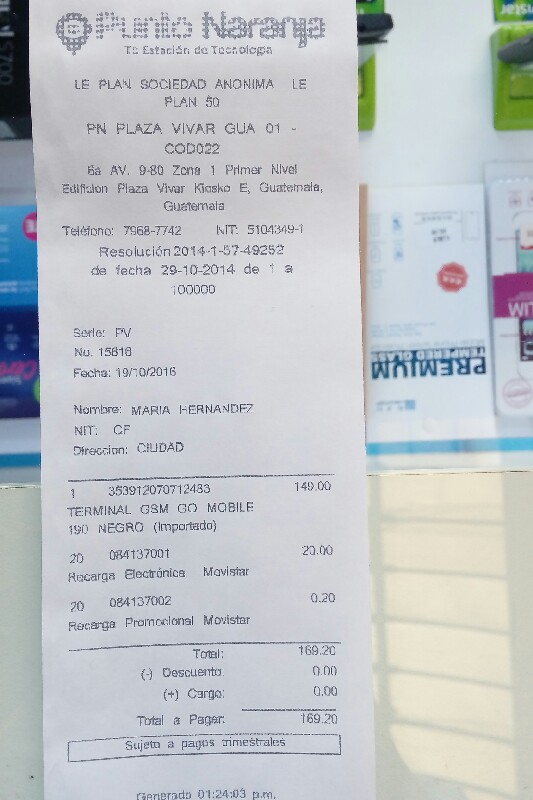 Punto Naranja
Tu Estación de Tecnología
LE PLAN SOCIEDAD ANONIMA LE
PLAN 50
PN PLAZA VIVAR GUA 01 -
COD022
6a AV. 9-80 Zona 1 Primer Nivel
Edificion Plaza Vivar Kiosko E, Guatemala,
Guatemala
Teléfono: 7968-7742 NIT: 5104349-1
Resolución 2014-1-57-49252
de fecha 29-10-2014 de 1 a
100000
Serie: PV
No. 15818
Fecha: 19/10/2016
Nombre: MARIA HERNANDEZ
NIT: CF
Direccion: CIUDAD
1 353912070712483 149.00
TERMINAL GSM GO MOBILE
190 NEGRO (Importado)
20 084137001 20.00
Recarga Electrónica Movistar
20 084137002 0.20
Recarga Promocional Movistar
Total: 169.20
(-) Descuento: 0.00
(+) Cargo: 0.00
Total a Pagar: 169.20
Sujeto a pagos trimestrales
Generado 01:24:03 p.m.
PREMIUM
TEMPERED GLASS